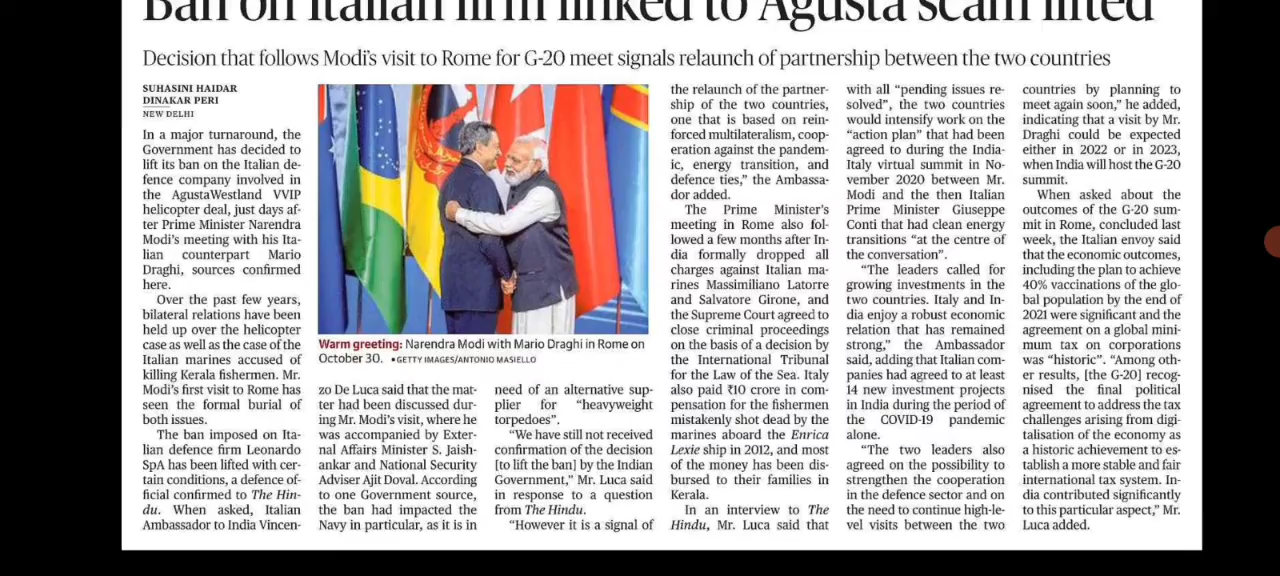 Ban on Italian firm linked to Agusta scam lifted
Decision that follows Modi's visit to Rome for G-20 meet signals relaunch of partnership between the two countries
SUHASINI HAIDAR
DINAKAR PERI
NEW DELHI
In a major turnaround, the
Government has decided to
lift its ban on the Italian de-
fence company involved in
the AgustaWestland VVIP
helicopter deal, just days af-
ter Prime Minister Narendra
Modi's meeting with his Ita-
lian counterpart Mario
Draghi, sources confirmed
here.
Over the past few years,
bilateral relations have been
held up over the helicopter
case as well as the case of the
Italian marines accused of
killing Kerala fishermen. Mr.
Modi's first visit to Rome has
seen the formal burial of
both issues.
The ban imposed on Ita-
lian defence firm Leonardo
SpA has been lifted with cer-
tain conditions, a defence of-
ficial confirmed to The Hin-
du. When asked, Italian
Ambassador to India Vincen-
Warm greeting: Narendra Modi with Mario Draghi in Rome on
October 30. ▪GETTY IMAGES/ANTONIO MASIELLO
zo De Luca said that the mat-
ter had been discussed dur-
ing Mr. Modi's visit, where he
was accompanied by Exter-
nal Affairs Minister S. Jaish-
ankar and National Security
Adviser Ajit Doval. According
to one Government source,
the ban had impacted the
Navy in particular, as it is in
need of an alternative sup-
plier for "heavyweight
torpedoes".
"We have still not received
confirmation of the decision
[to lift the ban] by the Indian
Government," Mr. Luca said
in response to a question
from The Hindu.
"However it is a signal of
the relaunch of the partner-
ship of the two countries,
one that is based on rein-
forced multilateralism, coop-
eration against the pandem-
ic, energy transition, and
defence ties," the Ambassa-
dor added.
The Prime Minister's
meeting in Rome also fol-
lowed a few months after In-
dia formally dropped all
charges against Italian ma-
rines Massimiliano Latorre
and Salvatore Girone, and
the Supreme Court agreed to
close criminal proceedings
on the basis of a decision by
the International Tribunal
for the Law of the Sea. Italy
also paid ₹10 crore in com-
pensation for the fishermen
mistakenly shot dead by the
marines aboard the Enrica
Lexie ship in 2012, and most
of the money has been dis-
bursed to their families in
Kerala.
In an interview to The
Hindu, Mr. Luca said that
with all "pending issues re-
solved", the two countries
would intensify work on the
"action plan" that had been
agreed to during the India-
Italy virtual summit in No-
vember 2020 between Mr.
Modi and the then Italian
Prime Minister Giuseppe
Conti that had clean energy
transitions "at the centre of
the conversation".
"The leaders called for
growing investments in the
two countries. Italy and In-
dia enjoy a robust economic
relation that has remained
strong," the Ambassador
said, adding that Italian com-
panies had agreed to at least
14 new investment projects
in India during the period of
the COVID-19 pandemic
alone.
"The two leaders also
agreed on the possibility to
strengthen the cooperation
in the defence sector and on
the need to continue high-le-
vel visits between the two
countries by planning to
meet again soon," he added,
indicating that a visit by Mr.
Draghi could be expected
either in 2022 or in 2023,
when India will host the G-20
summit.
When asked about the
outcomes of the G-20 sum-
mit in Rome, concluded last
week, the Italian envoy said
that the economic outcomes,
including the plan to achieve
40% vaccinations of the glo-
bal population by the end of
2021 were significant and the
agreement on a global mini-
mum tax on corporations
was "historic". "Among oth-
er results, [the G-20] recog-
nised the final political
agreement to address the tax
challenges arising from digi-
talisation of the economy as
a historic achievement to es-
tablish a more stable and fair
international tax system. In-
dia contributed significantly
to this particular aspect," Mr.
Luca added.